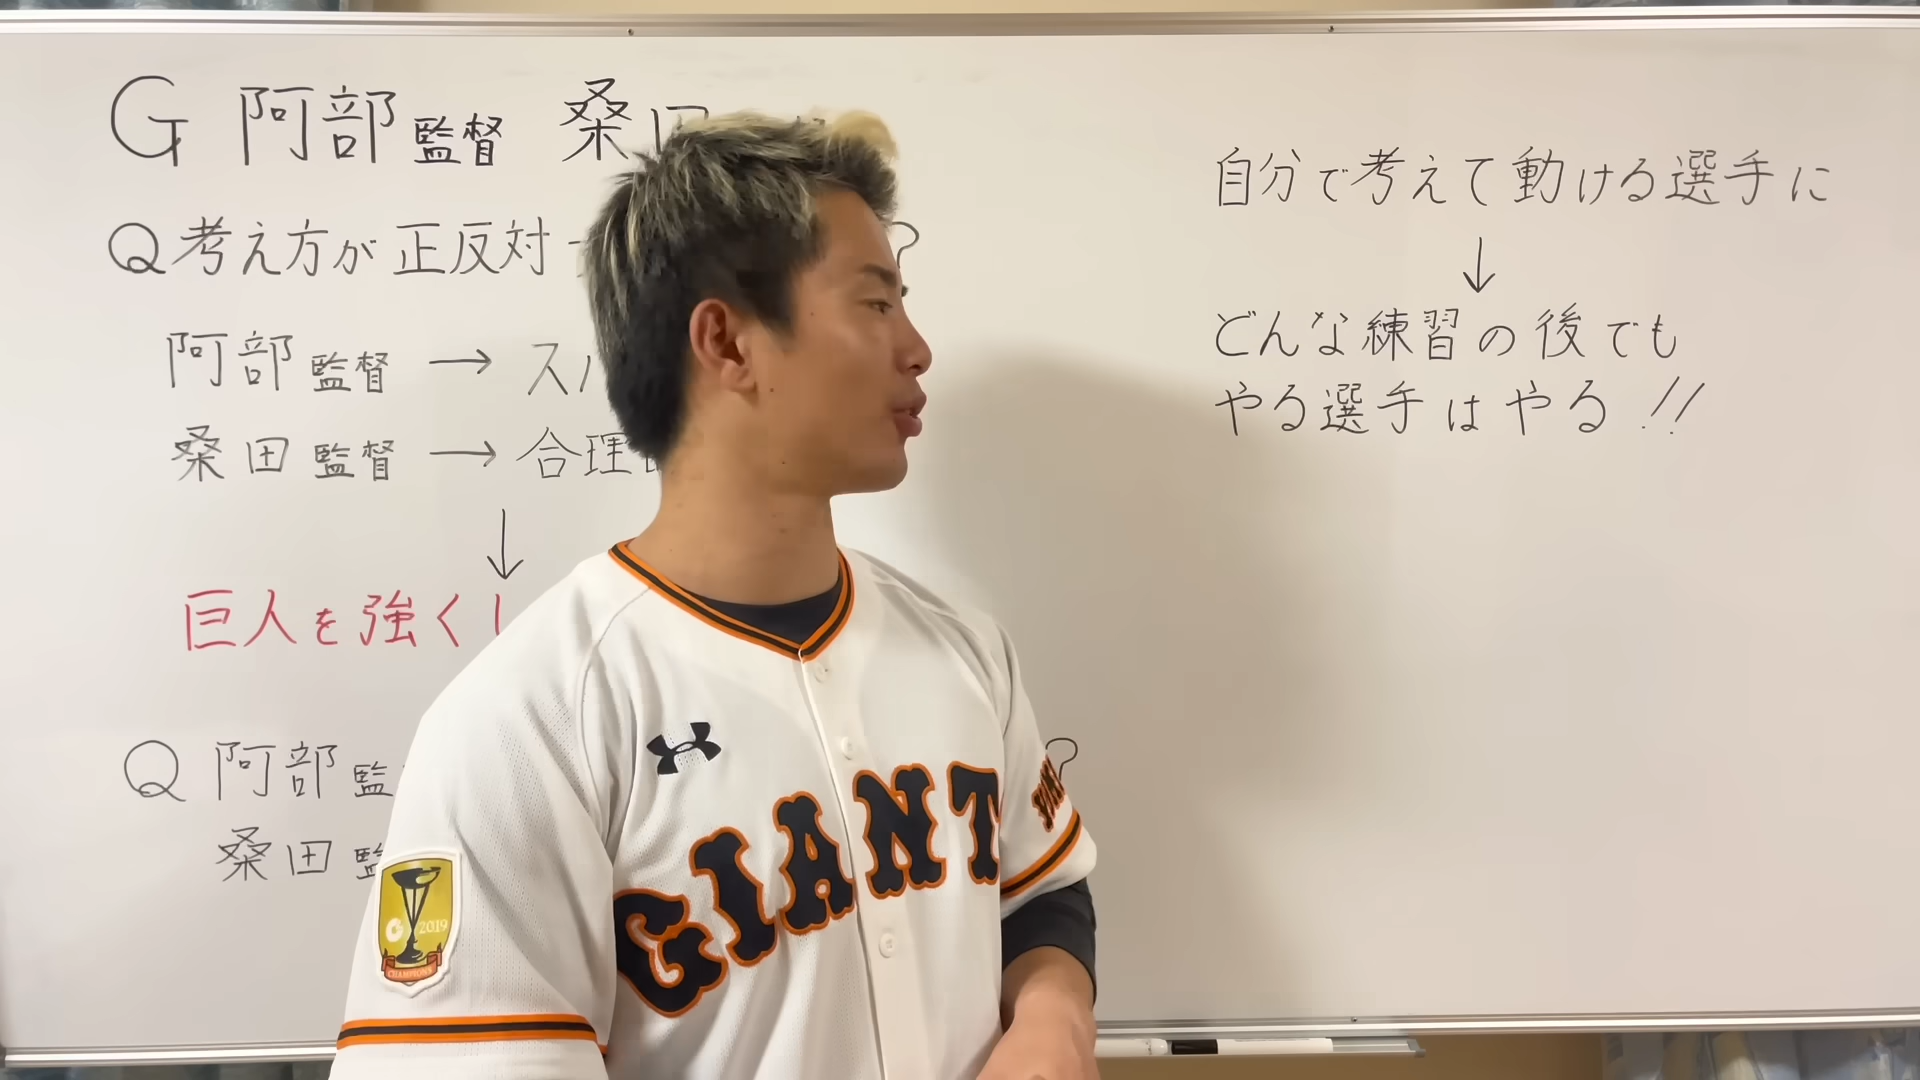 G 阿部監督 桑田
Q考え方が正反対
阿部監督 → ス
桑田監督 → 合理
↓
巨人を強く
Q 阿部監
?
桑田
自分で考えて動ける選手に
↓
どんな練習の後でも
やる選手はやる!!
GIANT
2019
CHAMPIONS